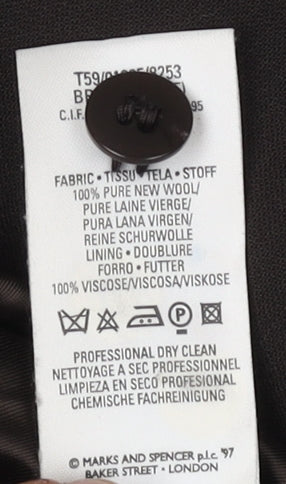 FABRIC • TISSU • TELA • STOFF
100% PURE NEW WOOL/
PURE LAINE VIERGE/
PURA LANA VIRGEN/
REINE SCHURWOLLE
LINING • DOUBLURE
FORRO • FUTTER
100% VISCOSE/VISCOSA/VISKOSE
P
PROFESSIONAL DRY CLEAN
NETTOYAGE A SEC PROFESSIONNEL
LIMPIEZA EN SECO PROFESIONAL
CHEMISCHE FACHREINIGUNG
© MARKS AND SPENCER p.l.c. '97
BAKER STREET • LONDON